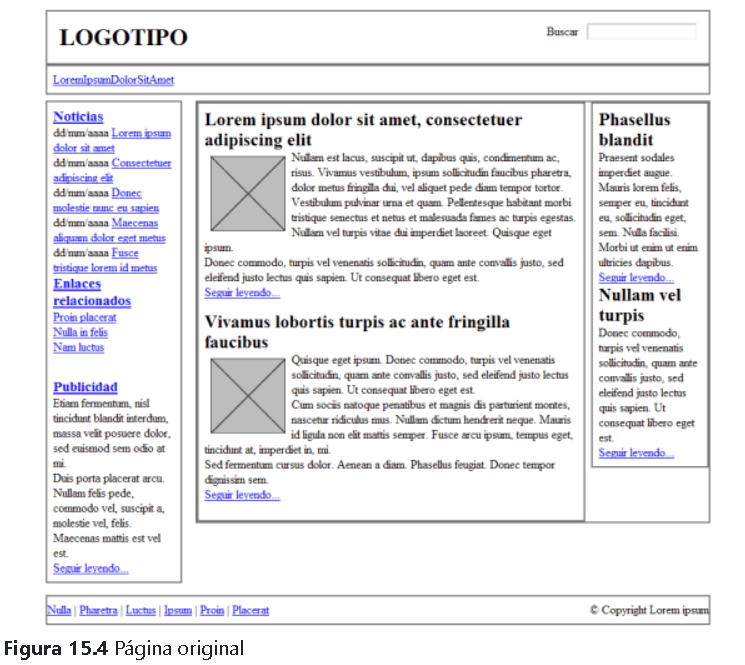 LOGOTIPO
Buscar
LoremIpsumDolorSitAmet
Noticias
dd/mm/aaaa Lorem ipsum
dolor sit amet
dd/mm/aaaa Consectetuer
adipiscing elit
dd/mm/aaaa Donec
molestie nunc eu sapien
dd/mm/aaaa Maecenas
aliquam dolor eget metus
dd/mm/aaaa Fusce
tristique lorem id metus
Enlaces
relacionados
Proin placerat
Nulla in felis
Nam luctus
Publicidad
Etiam fermentum, nisl
tincidunt blandit interdum,
massa velit posuere dolor,
sed euismod sem odio at
mi.
Duis porta placerat arcu.
Nullam felis pede,
commodo vel, suscipit a,
molestie vel, felis.
Maecenas mattis est vel
est.
Seguir leyendo...
Lorem ipsum dolor sit amet, consectetuer
adipiscing elit
Nullam est lacus, suscipit ut, dapibus quis, condimentum ac,
risus. Vivamus vestibulum, ipsum sollicitudin faucibus pharetra,
dolor metus fringilla dui, vel aliquet pede diam tempor tortor.
Vestibulum pulvinar urna et quam. Pellentesque habitant morbi
tristique senectus et netus et malesuada fames ac turpis egestas.
Nullam vel turpis vitae dui imperdiet laoreet. Quisque eget
ipsum.
Donec commodo, turpis vel venenatis sollicitudin, quam ante convallis justo, sed
eleifend justo lectus quis sapien. Ut consequat libero eget est.
Seguir leyendo...
Vivamus lobortis turpis ac ante fringilla
faucibus
Quisque eget ipsum. Donec commodo, turpis vel venenatis
sollicitudin, quam ante convallis justo, sed eleifend justo lectus
quis sapien. Ut consequat libero eget est.
Cum sociis natoque penatibus et magnis dis parturient montes,
nascetur ridiculus mus. Nullam dictum hendrerit neque. Mauris
id ligula non elit mattis semper. Fusce arcu ipsum, tempus eget,
tincidunt at, imperdiet in, mi.
Sed fermentum cursus dolor. Aenean a diam. Phasellus feugiat. Donec tempor
dignissim sem.
Seguir leyendo...
Phasellus
blandit
Praesent sodales
imperdiet augue.
Mauris lorem felis,
semper eu, tincidunt
eu, sollicitudin eget,
sem. Nulla facilisi.
Morbi ut enim ut enim
ultricies dapibus.
Seguir leyendo...
Nullam vel
turpis
Donec commodo,
turpis vel venenatis
sollicitudin, quam ante
convallis justo, sed
eleifend justo lectus
quis sapien. Ut
consequat libero eget
est.
Seguir leyendo...
Nulla | Pharetra | Luctus | Ipsum | Proin | Placerat
© Copyright Lorem ipsum
Figura 15.4 Página original